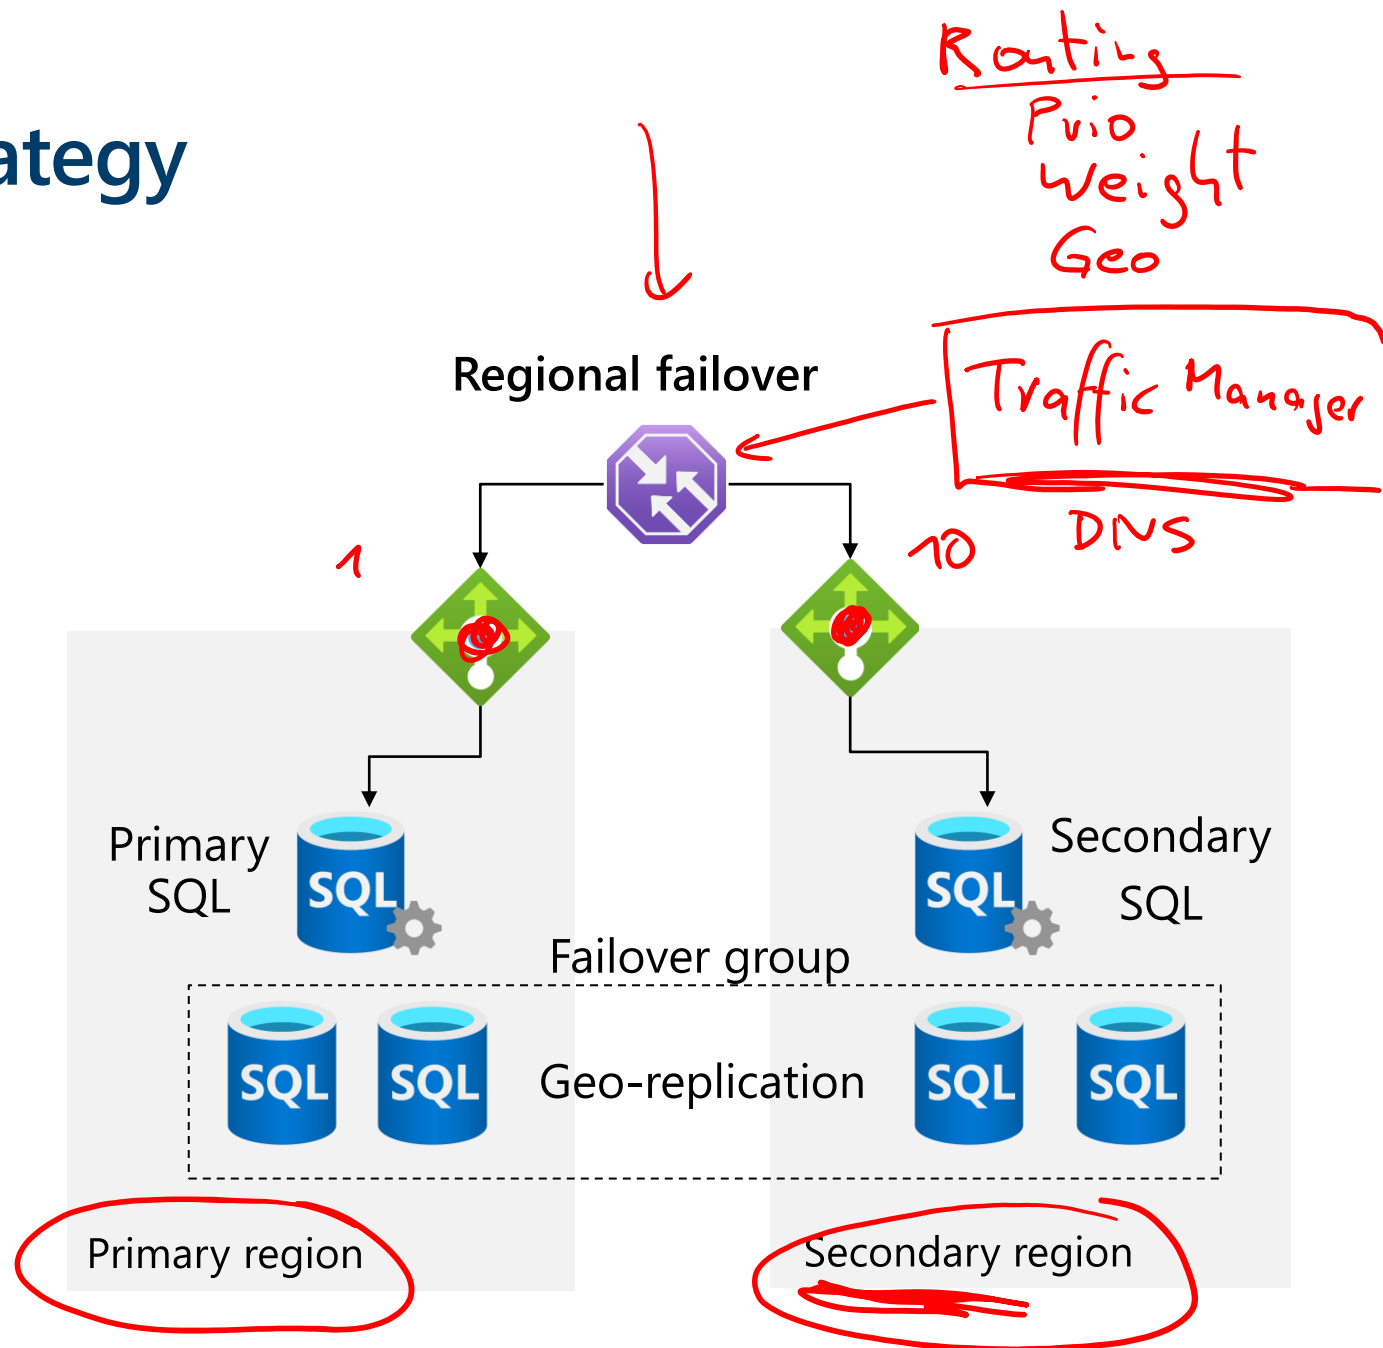 Routing
Prio
Weight
Geo
ategy
Regional failover
Traffic Manager
DNS
1
10
Primary
SQL
SQL
SQL
Secondary
SQL
Failover group
SQL
SQL
Geo-replication
SQL
SQL
Primary region
Secondary region